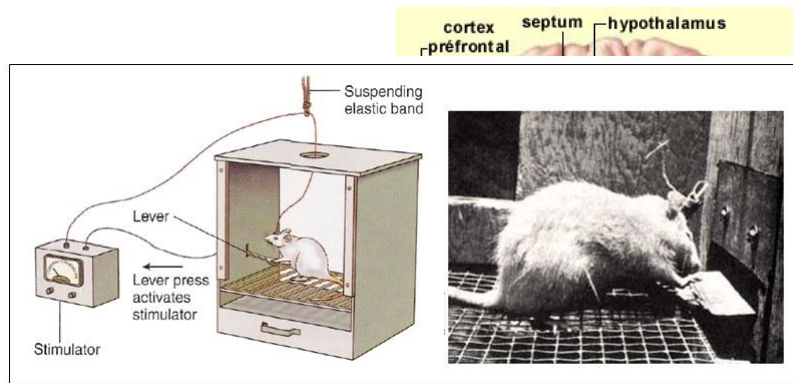 cortex
préfrontal
septum
hypothalamus
Suspending
elastic band
Lever
Lever press
activates
stimulator
Stimulator